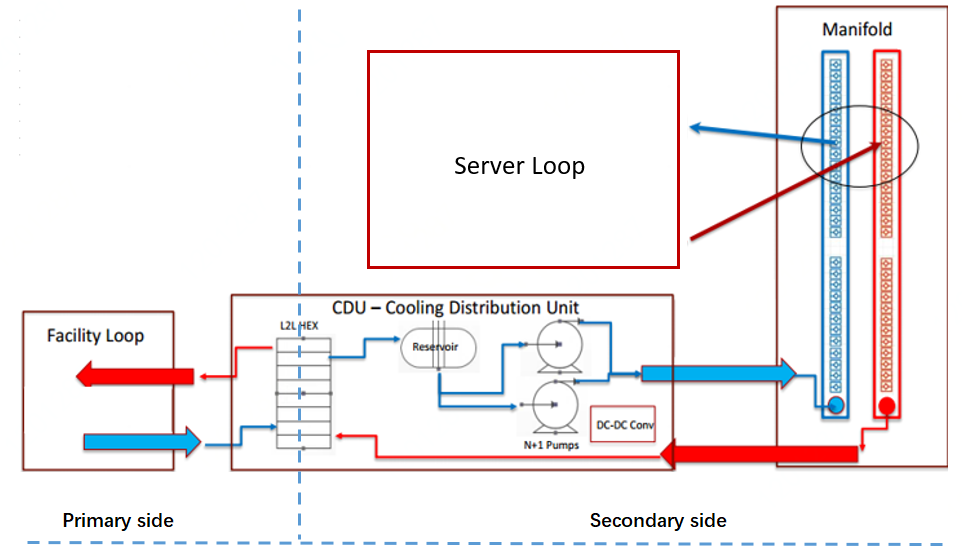 Manifold
Server Loop
CDU – Cooling Distribution Unit
Facility Loop
L2L HEX
Reservoir
DC-DC Conv
N+1 Pumps
Primary side
Secondary side